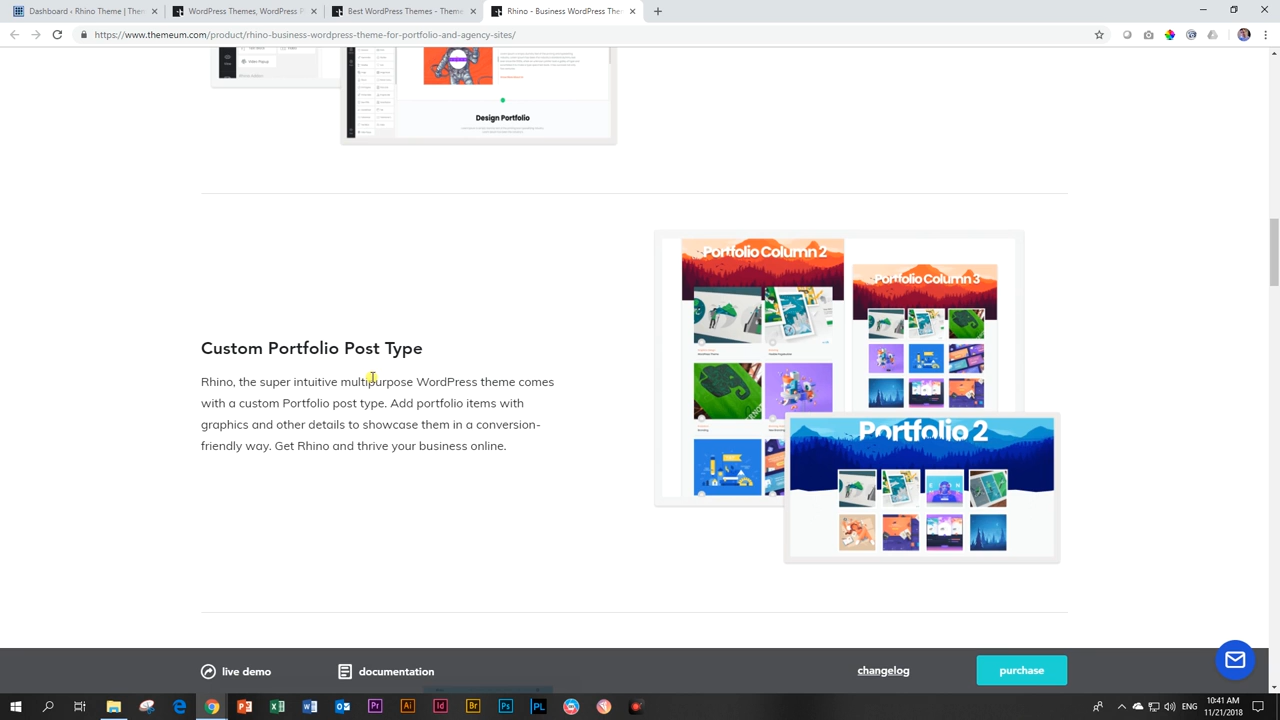 Dashboard ‹ Rhino Theme | Them
WordPress Themes, WordPress P
Best WordPress Themes - Themeu
Rhino - Business WordPress The
https://www.themeum.com/product/rhino-business-wordpress-theme-for-portfolio-and-agency-sites/
Video Popup
Design Portfolio
Portfolio Column 2
Portfolio Column 3
Custom Portfolio Post Type
Rhino, the super intuitive multipurpose WordPress theme comes
with a custom Portfolio post type. Add portfolio items with
graphics and other details to showcase them in a conversion-
friendly way. Get Rhino and thrive your business online.
Portfolio 2
live demo
documentation
changelog
purchase
ENG
10:41 AM
11/21/2018